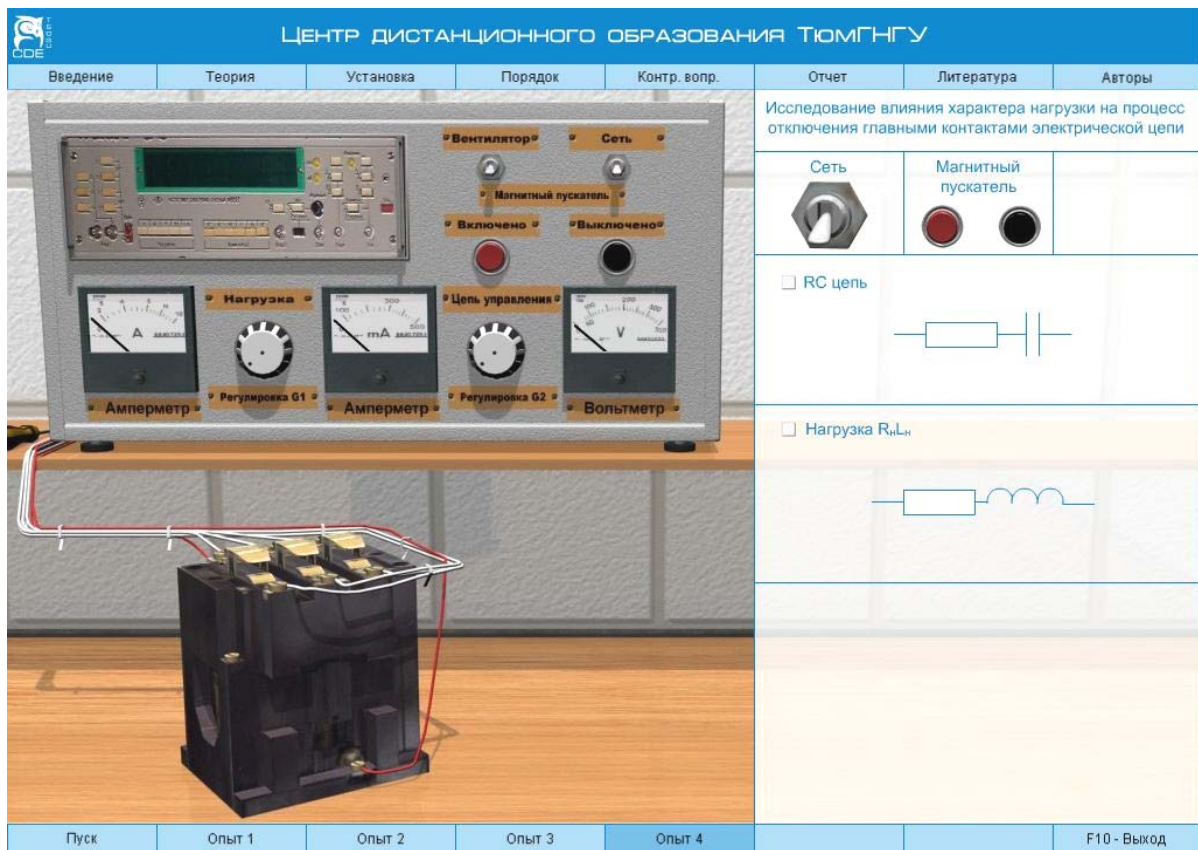 CDE
Центр дистанционного образования ТюмГНГУ
Введение
Теория
Установка
Порядок
Контр. вопр.
Отчет
Литература
Авторы
Вентилятор
Сеть
Магнитный пускатель
Включено
Выключено
Нагрузка
Цепь управления
A
mA
V
Регулировка G1
Регулировка G2
Амперметр
Амперметр
Вольтметр
Исследование влияния характера нагрузки на процесс
отключения главными контактами электрической цепи
Сеть
Магнитный
пускатель
RC цепь
Нагрузка RнLн
Пуск
Опыт 1
Опыт 2
Опыт 3
Опыт 4
F10 - Выход